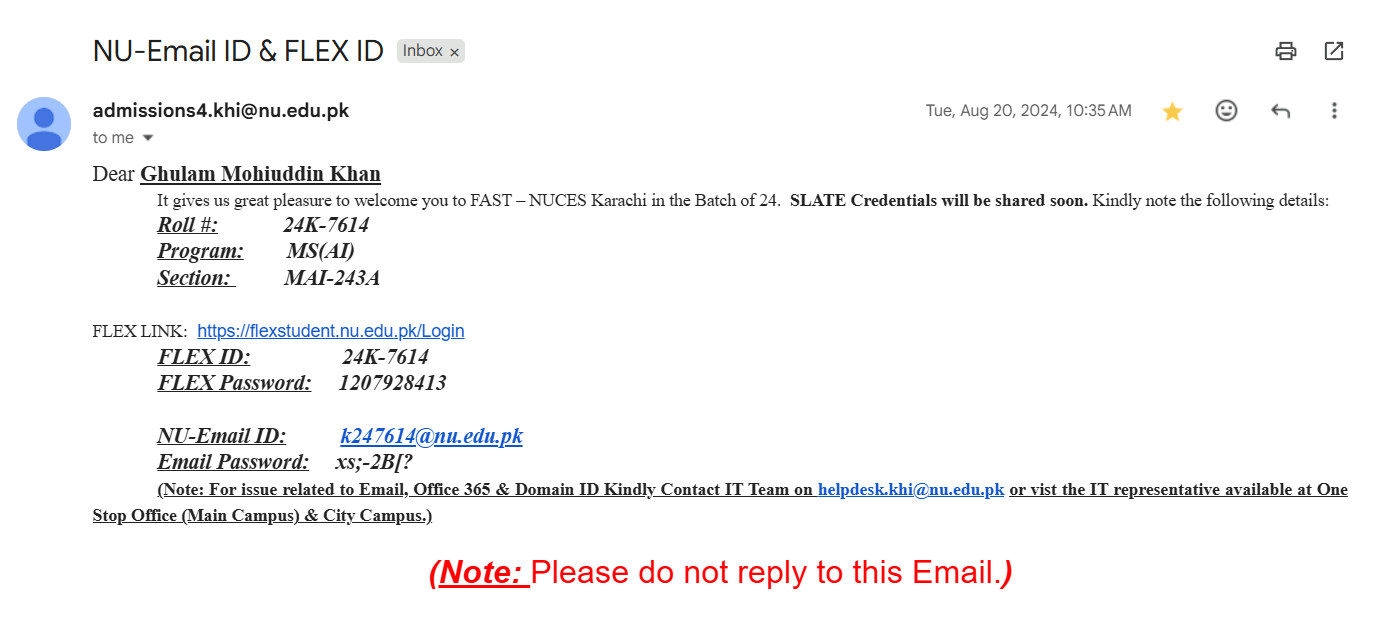 NU-Email ID & FLEX ID Inbox ×
admissions4.khi@nu.edu.pk Tue, Aug 20, 2024, 10:35 AM
to me
Dear Ghulam Mohiuddin Khan
It gives us great pleasure to welcome you to FAST – NUCES Karachi in the Batch of 24. SLATE Credentials will be shared soon. Kindly note the following details:
Roll #: 24K-7614
Program: MS(AI)
Section: MAI-243A
FLEX LINK: https://flexstudent.nu.edu.pk/Login
FLEX ID: 24K-7614
FLEX Password: 1207928413
NU-Email ID: k247614@nu.edu.pk
Email Password: xs;-2B[?
(Note: For issue related to Email, Office 365 & Domain ID Kindly Contact IT Team on helpdesk.khi@nu.edu.pk or vist the IT representative available at One
Stop Office (Main Campus) & City Campus.)
(Note: Please do not reply to this Email.)